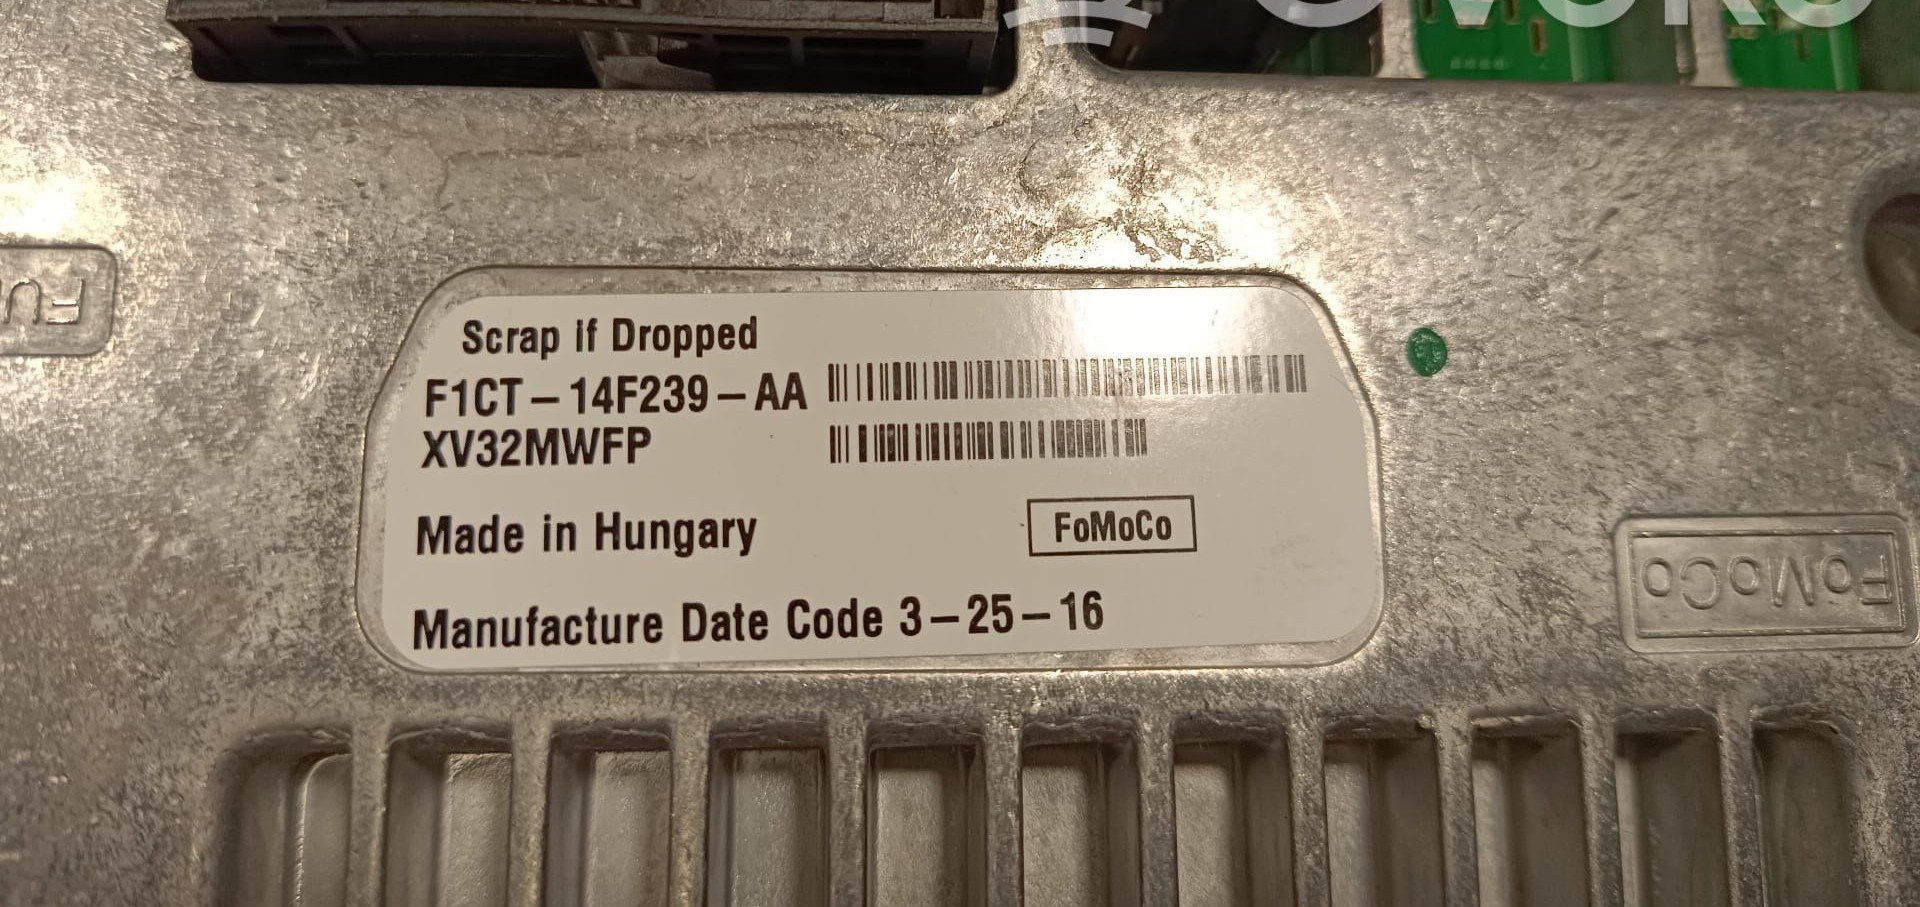 Scrap if Dropped
F1CT-14F239-AA
XV32MWFP
Made in Hungary
FoMoCo
Manufacture Date Code 3-25-16
FoMoCo